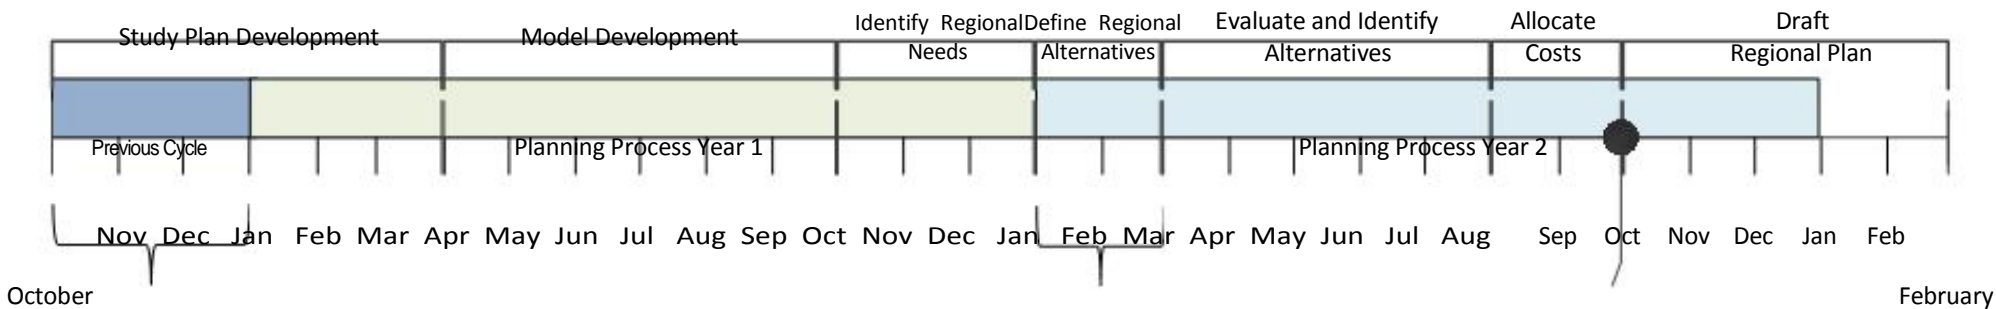 Study Plan Development
Model Development
Identify Regional
Needs
Define Regional
Alternatives
Evaluate and Identify
Alternatives
Allocate
Costs
Draft
Regional Plan
Previous Cycle
Planning Process Year 1
Planning Process Year 2
Nov Dec Jan Feb Mar Apr May Jun Jul Aug Sep Oct Nov Dec Jan Feb Mar Apr May Jun Jul Aug Sep Oct Nov Dec Jan Feb
October
February